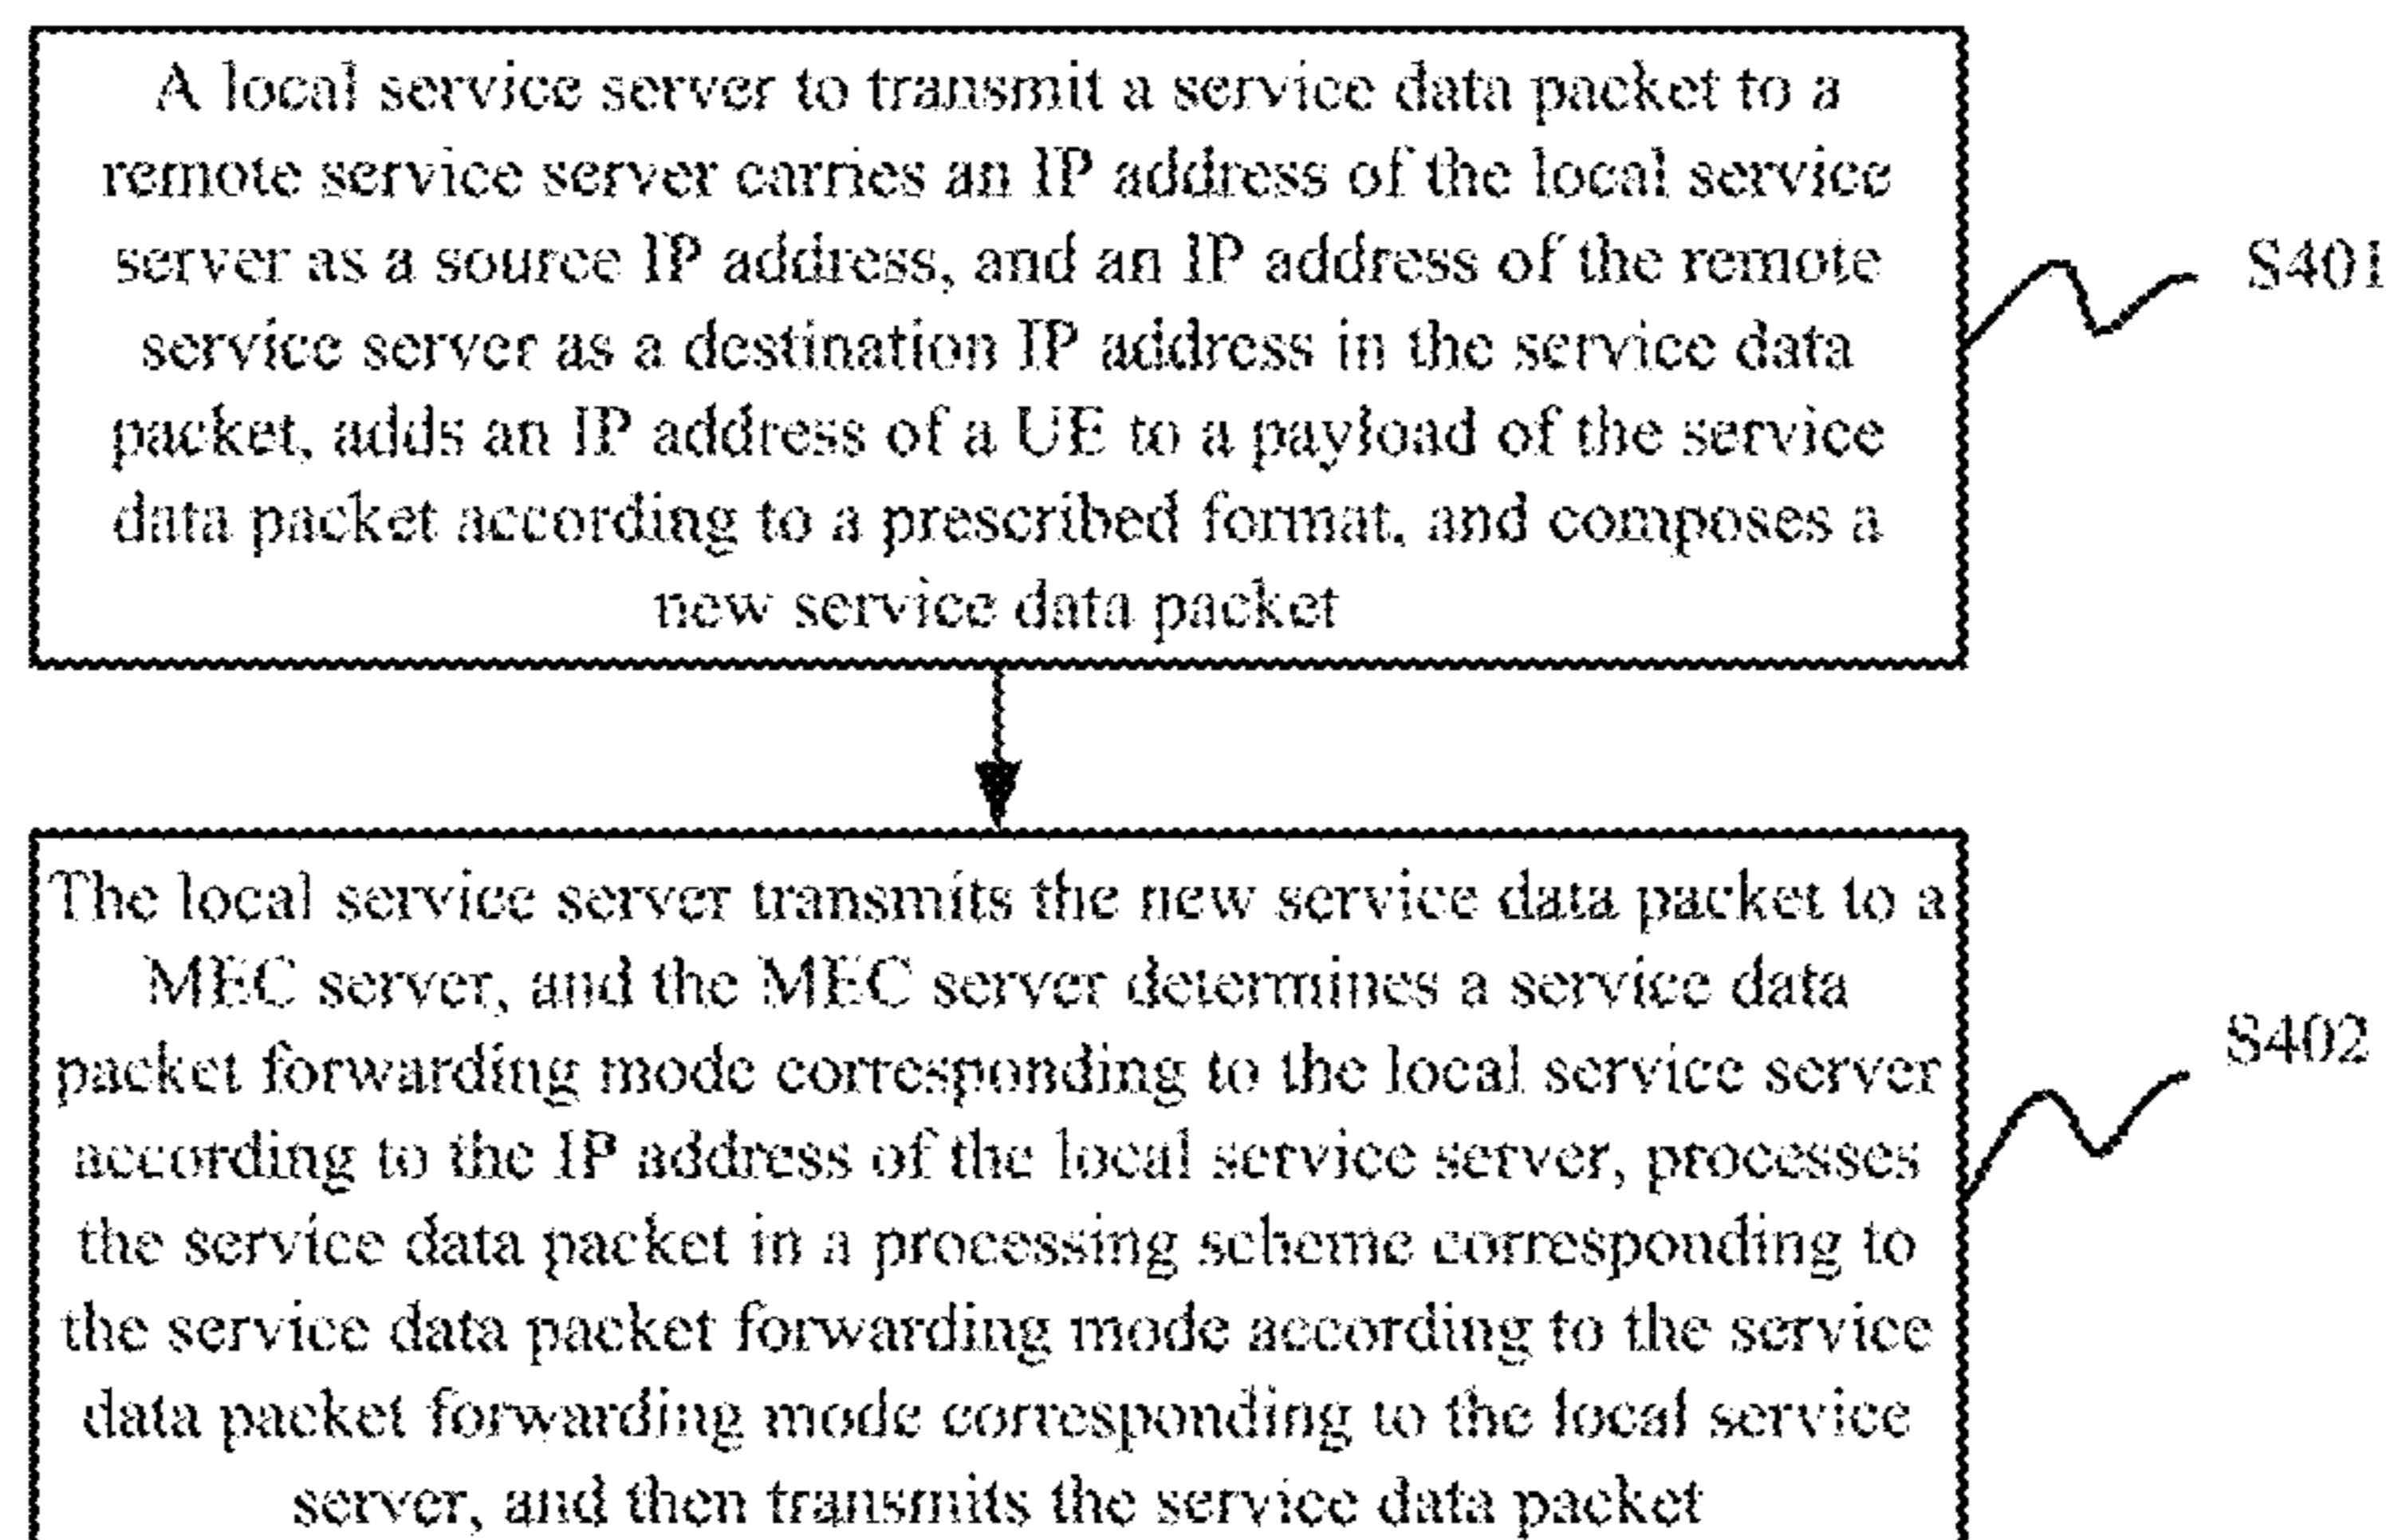 A local service server to transmit a service data packet to a
remote service server carries an IP address of the local service
server as a source IP address, and an IP address of the remote
service server as a destination IP address in the service data
packet, adds an IP address of a UE to a payload of the service
data packet according to a prescribed format, and composes a
new service data packet
S401
The local service server transmits the new service data packet to a
MEC server, and the MEC server determines a service data
packet forwarding mode corresponding to the local service server
according to the IP address of the local service server, processes
the service data packet in a processing scheme corresponding to
the service data packet forwarding mode according to the service
data packet forwarding mode corresponding to the local service
server, and then transmits the service data packet
S402